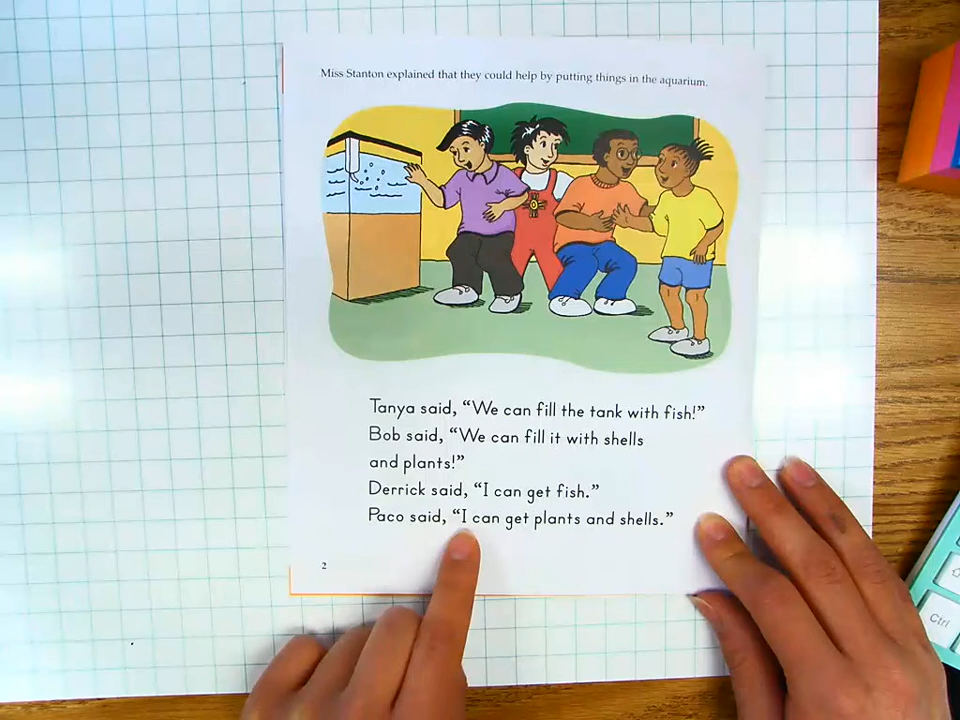 Miss Stanton explained that they could help by putting things in the aquarium.
Tanya said, “We can fill the tank with fish!”
Bob said, “We can fill it with shells
and plants!”
Derrick said, “I can get fish.”
Paco said, “I can get plants and shells.”
2
Ctrl